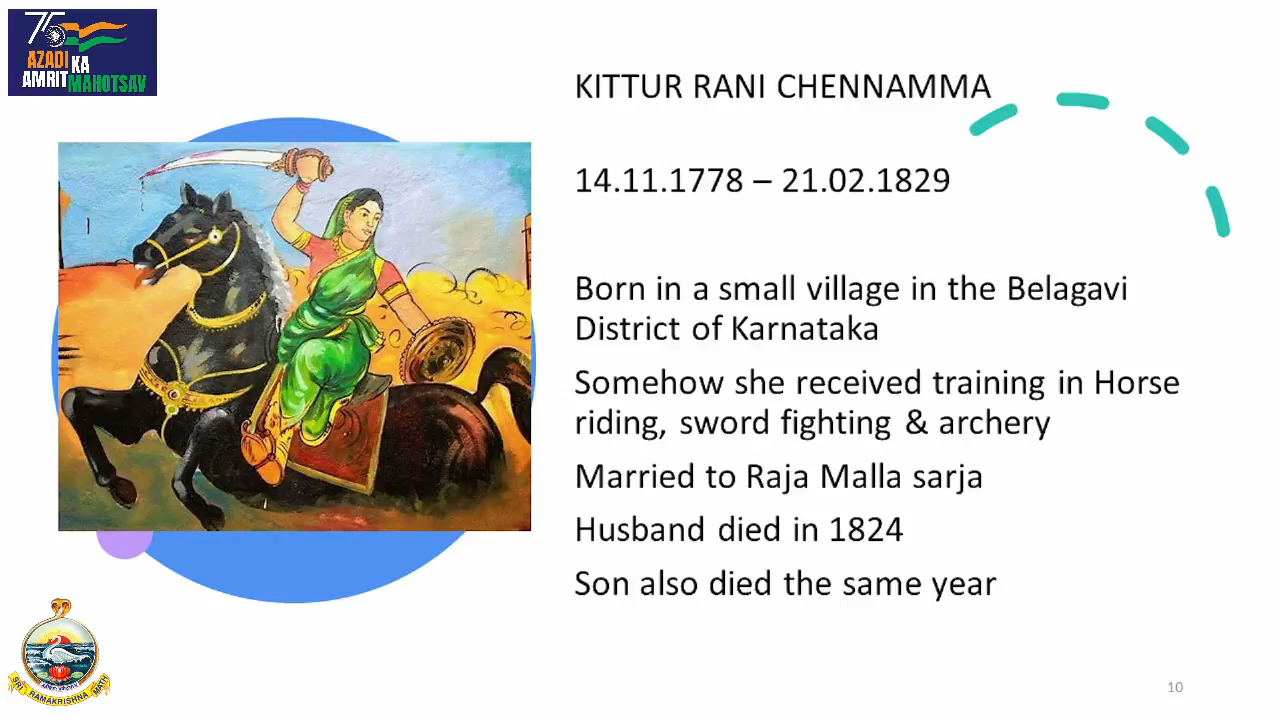 75
AZADI
KA
AMRIT
MAHOTSAV
KITTUR RANI CHENNAMMA
14.11.1778 – 21.02.1829
Born in a small village in the Belagavi
District of Karnataka
Somehow she received training in Horse
riding, sword fighting & archery
Married to Raja Malla sarja
Husband died in 1824
Son also died the same year
SRI RAMAKRISHNA MATH
10